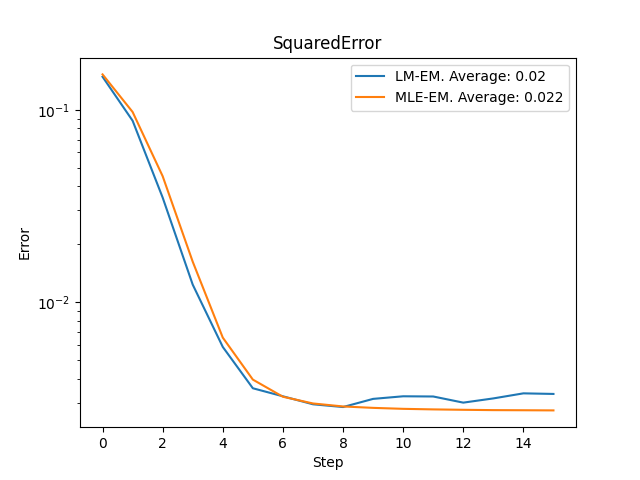 SquaredError
LM-EM. Average: 0.02
MLE-EM. Average: 0.022
10⁻¹
10⁻²
Error
0 2 4 6 8 10 12 14
Step